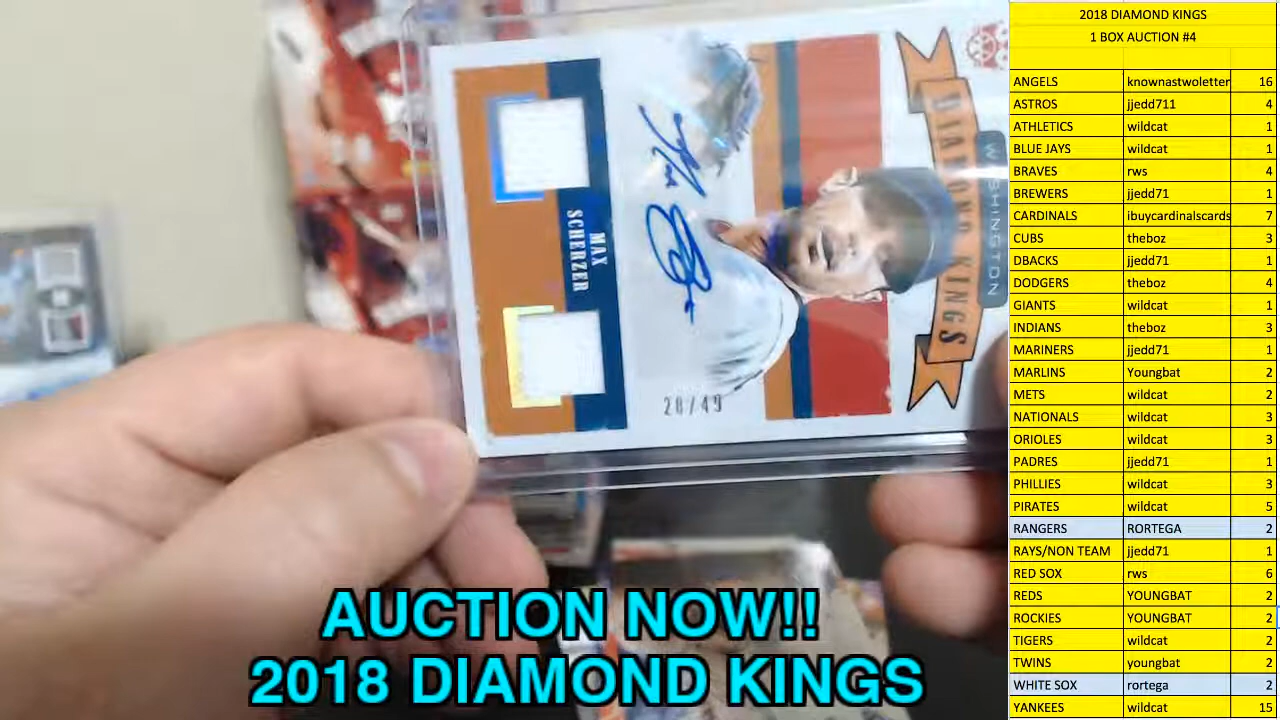 WASHINGTON
DIAMOND KINGS
MAX
SCHERZER
28/49
AUCTION NOW!!
2018 DIAMOND KINGS
2018 DIAMOND KINGS
1 BOX AUCTION #4
ANGELS knownastwoletter 16
ASTROS jjedd711 4
ATHLETICS wildcat 1
BLUE JAYS wildcat 1
BRAVES rws 4
BREWERS jjedd71 1
CARDINALS ibuycardinalscards 7
CUBS theboz 3
DBACKS jjedd71 1
DODGERS theboz 4
GIANTS wildcat 1
INDIANS theboz 3
MARINERS jjedd71 1
MARLINS Youngbat 2
METS wildcat 2
NATIONALS wildcat 3
ORIOLES wildcat 3
PADRES jjedd71 1
PHILLIES wildcat 3
PIRATES wildcat 5
RANGERS RORTEGA 2
RAYS/NON TEAM jjedd71 1
RED SOX rws 6
REDS YOUNGBAT 2
ROCKIES YOUNGBAT 2
TIGERS wildcat 2
TWINS youngbat 2
WHITE SOX rortega 2
YANKEES wildcat 15